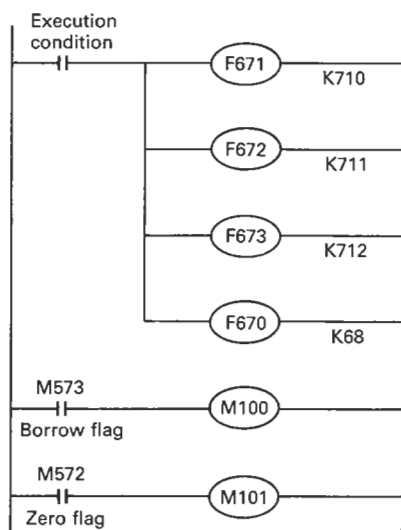 Execution
condition
F671
K710
F672
K711
F673
K712
F670
K68
M573
M100
Borrow flag
M572
M101
Zero flag